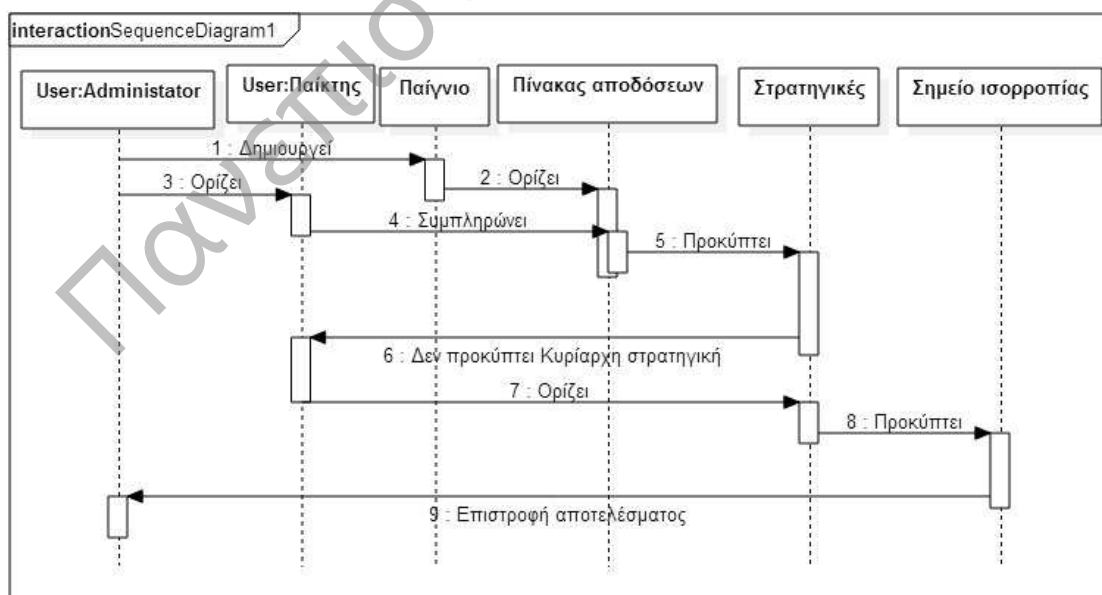 interactionSequenceDiagram1
User:Administator
User:Παίκτης
Παίγνιο
Πίνακας αποδόσεων
Στρατηγικές
Σημείο ισορροπίας
1 : Δημιουργεί
3 : Ορίζει
2 : Ορίζει
4 : Συμπληρώνει
5 : Προκύπτει
6 : Δεν προκύπτει Κυρίαρχη στρατηγική
7 : Ορίζει
8 : Προκύπτει
9 : Επιστροφή αποτελέσματος
Πανεπισ